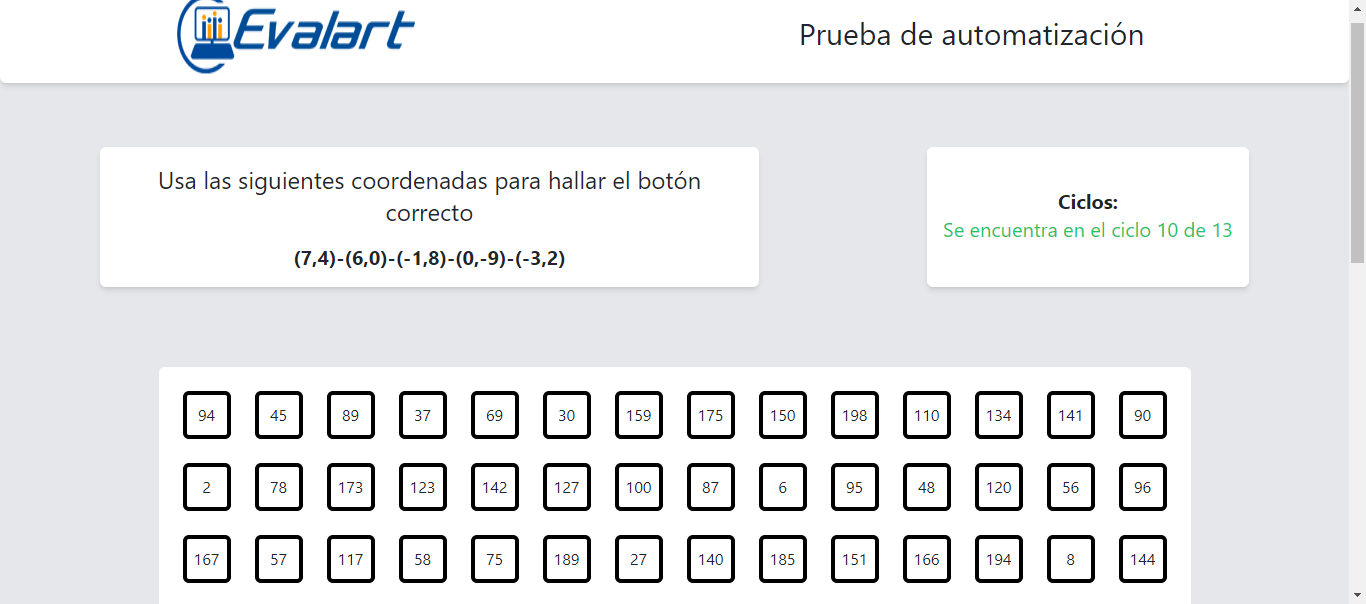 Evalart
Prueba de automatización
Usa las siguientes coordenadas para hallar el botón
correcto
(7,4)-(6,0)-(-1,8)-(0,-9)-(-3,2)
Ciclos:
Se encuentra en el ciclo 10 de 13
94 45 89 37 69 30 159 175 150 198 110 134 141 90
2 78 173 123 142 127 100 87 6 95 48 120 56 96
167 57 117 58 75 189 27 140 185 151 166 194 8 144